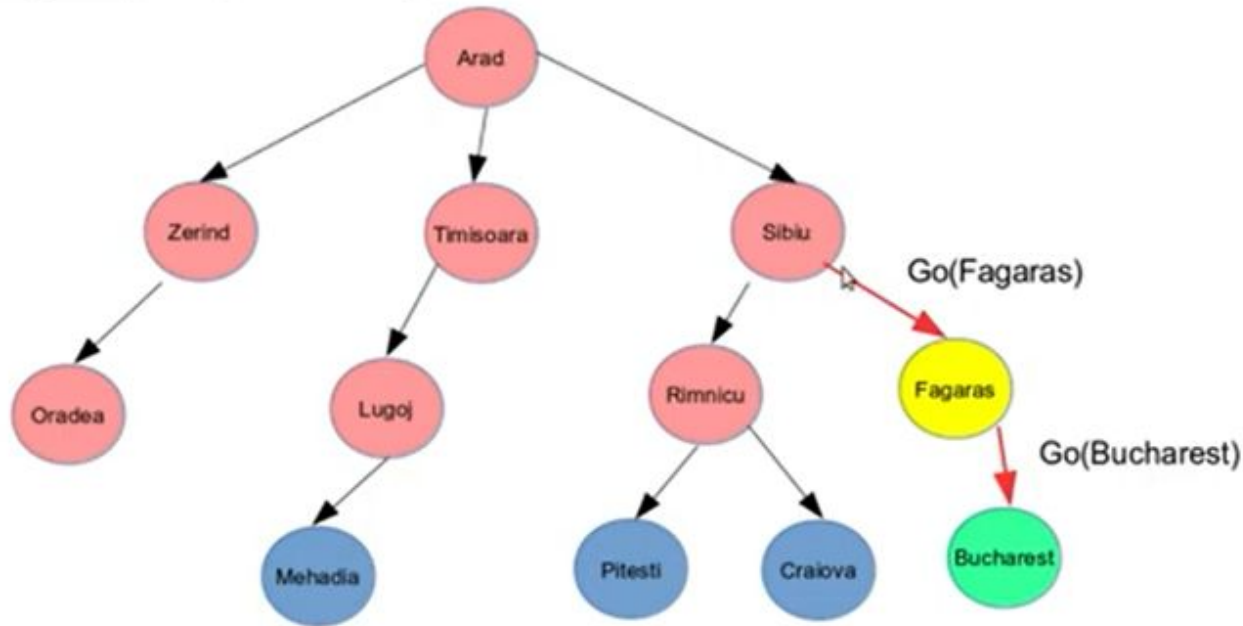 Arad
Zerind
Timisoara
Sibiu
Go(Fagaras)
Oradea
Lugoj
Rimnicu
Fagaras
Go(Bucharest)
Mehadia
Pitesti
Craiova
Bucharest